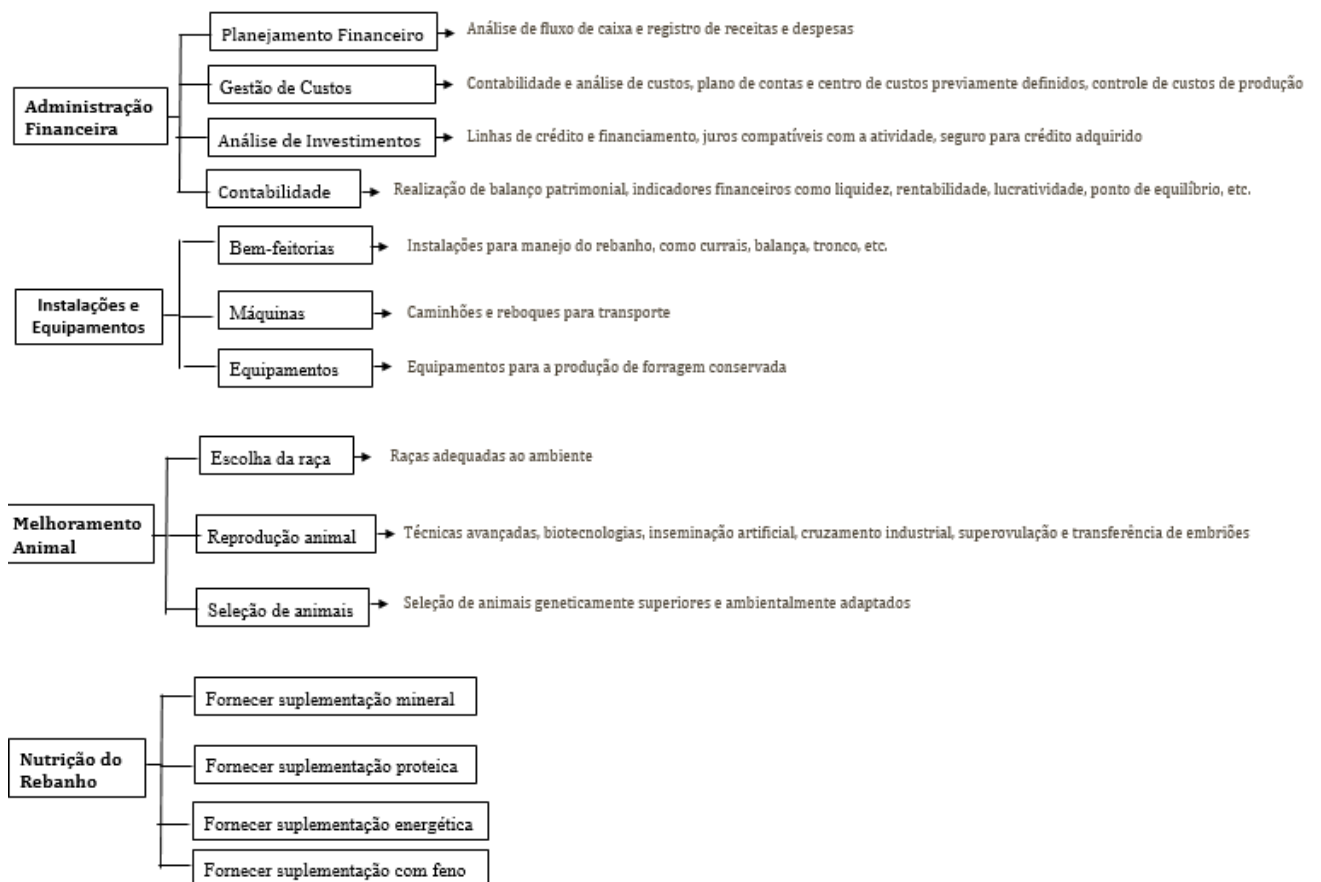 Planejamento Financeiro
Análise de fluxo de caixa e registro de receitas e despesas
Gestão de Custos
Contabilidade e análise de custos, plano de contas e centro de custos previamente definidos, controle de custos de produção
Administração
Financeira
Análise de Investimentos
Linhas de crédito e financiamento, juros compatíveis com a atividade, seguro para crédito adquirido
Contabilidade
Realização de balanço patrimonial, indicadores financeiros como liquidez, rentabilidade, lucratividade, ponto de equilíbrio, etc.
Bem-feitorias
Instalações para manejo do rebanho, como currais, balança, tronco, etc.
Instalações e
Equipamentos
Máquinas
Caminhões e reboques para transporte
Equipamentos
Equipamentos para a produção de forragem conservada
Escolha da raça
Raças adequadas ao ambiente
Melhoramento
Animal
Reprodução animal
Técnicas avançadas, biotecnologias, inseminação artificial, cruzamento industrial, superovulação e transferência de embriões
Seleção de animais
Seleção de animais geneticamente superiores e ambientalmente adaptados
Fornecer suplementação mineral
Nutrição do
Rebanho
Fornecer suplementação proteica
Fornecer suplementação energética
Fornecer suplementação com feno